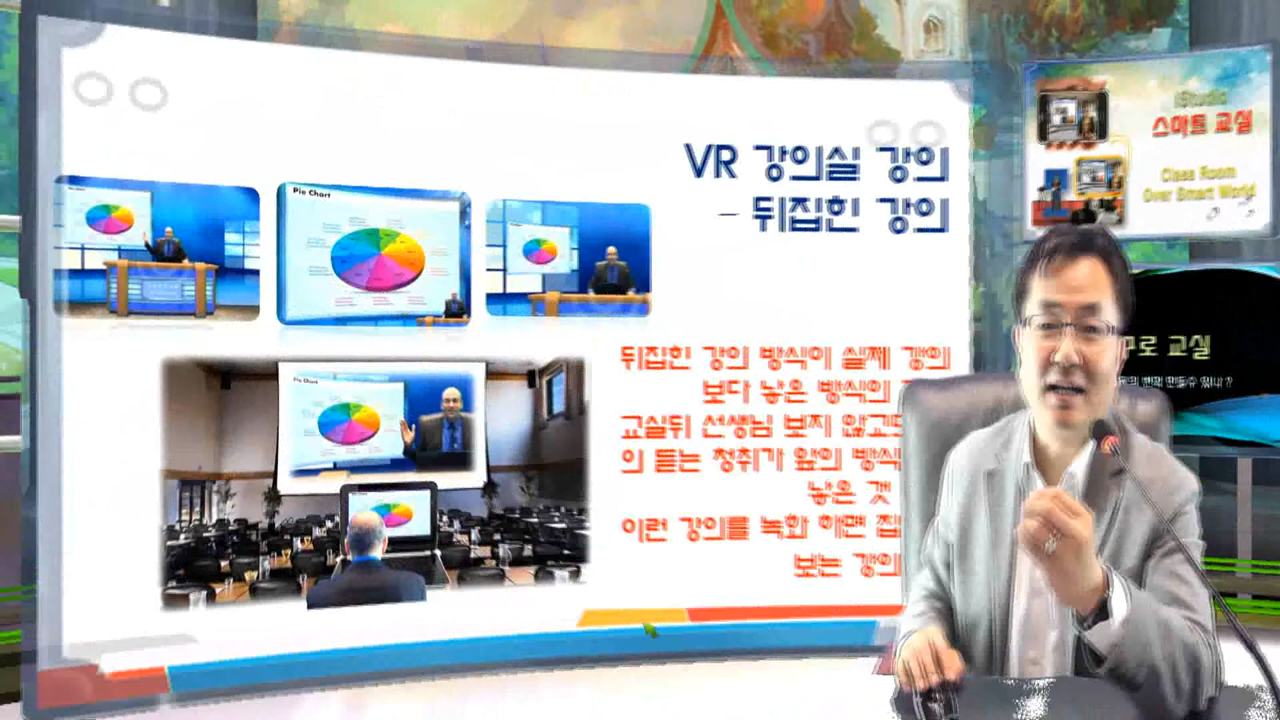 VR 강의실 강의
- 뒤집힌 강의
Pie Chart
Pie Chart
뒤집힌 강의 방식이 실제 강의
보다 낳은 방식의
교실뒤 선생님 보지 않고도
의 듣는 청취가 앞의 방식
낳은 것
이런 강의를 녹화 하면 집
보는 강의
iStudio
스마트 교실
Class Room
Over Smart World
로 교실